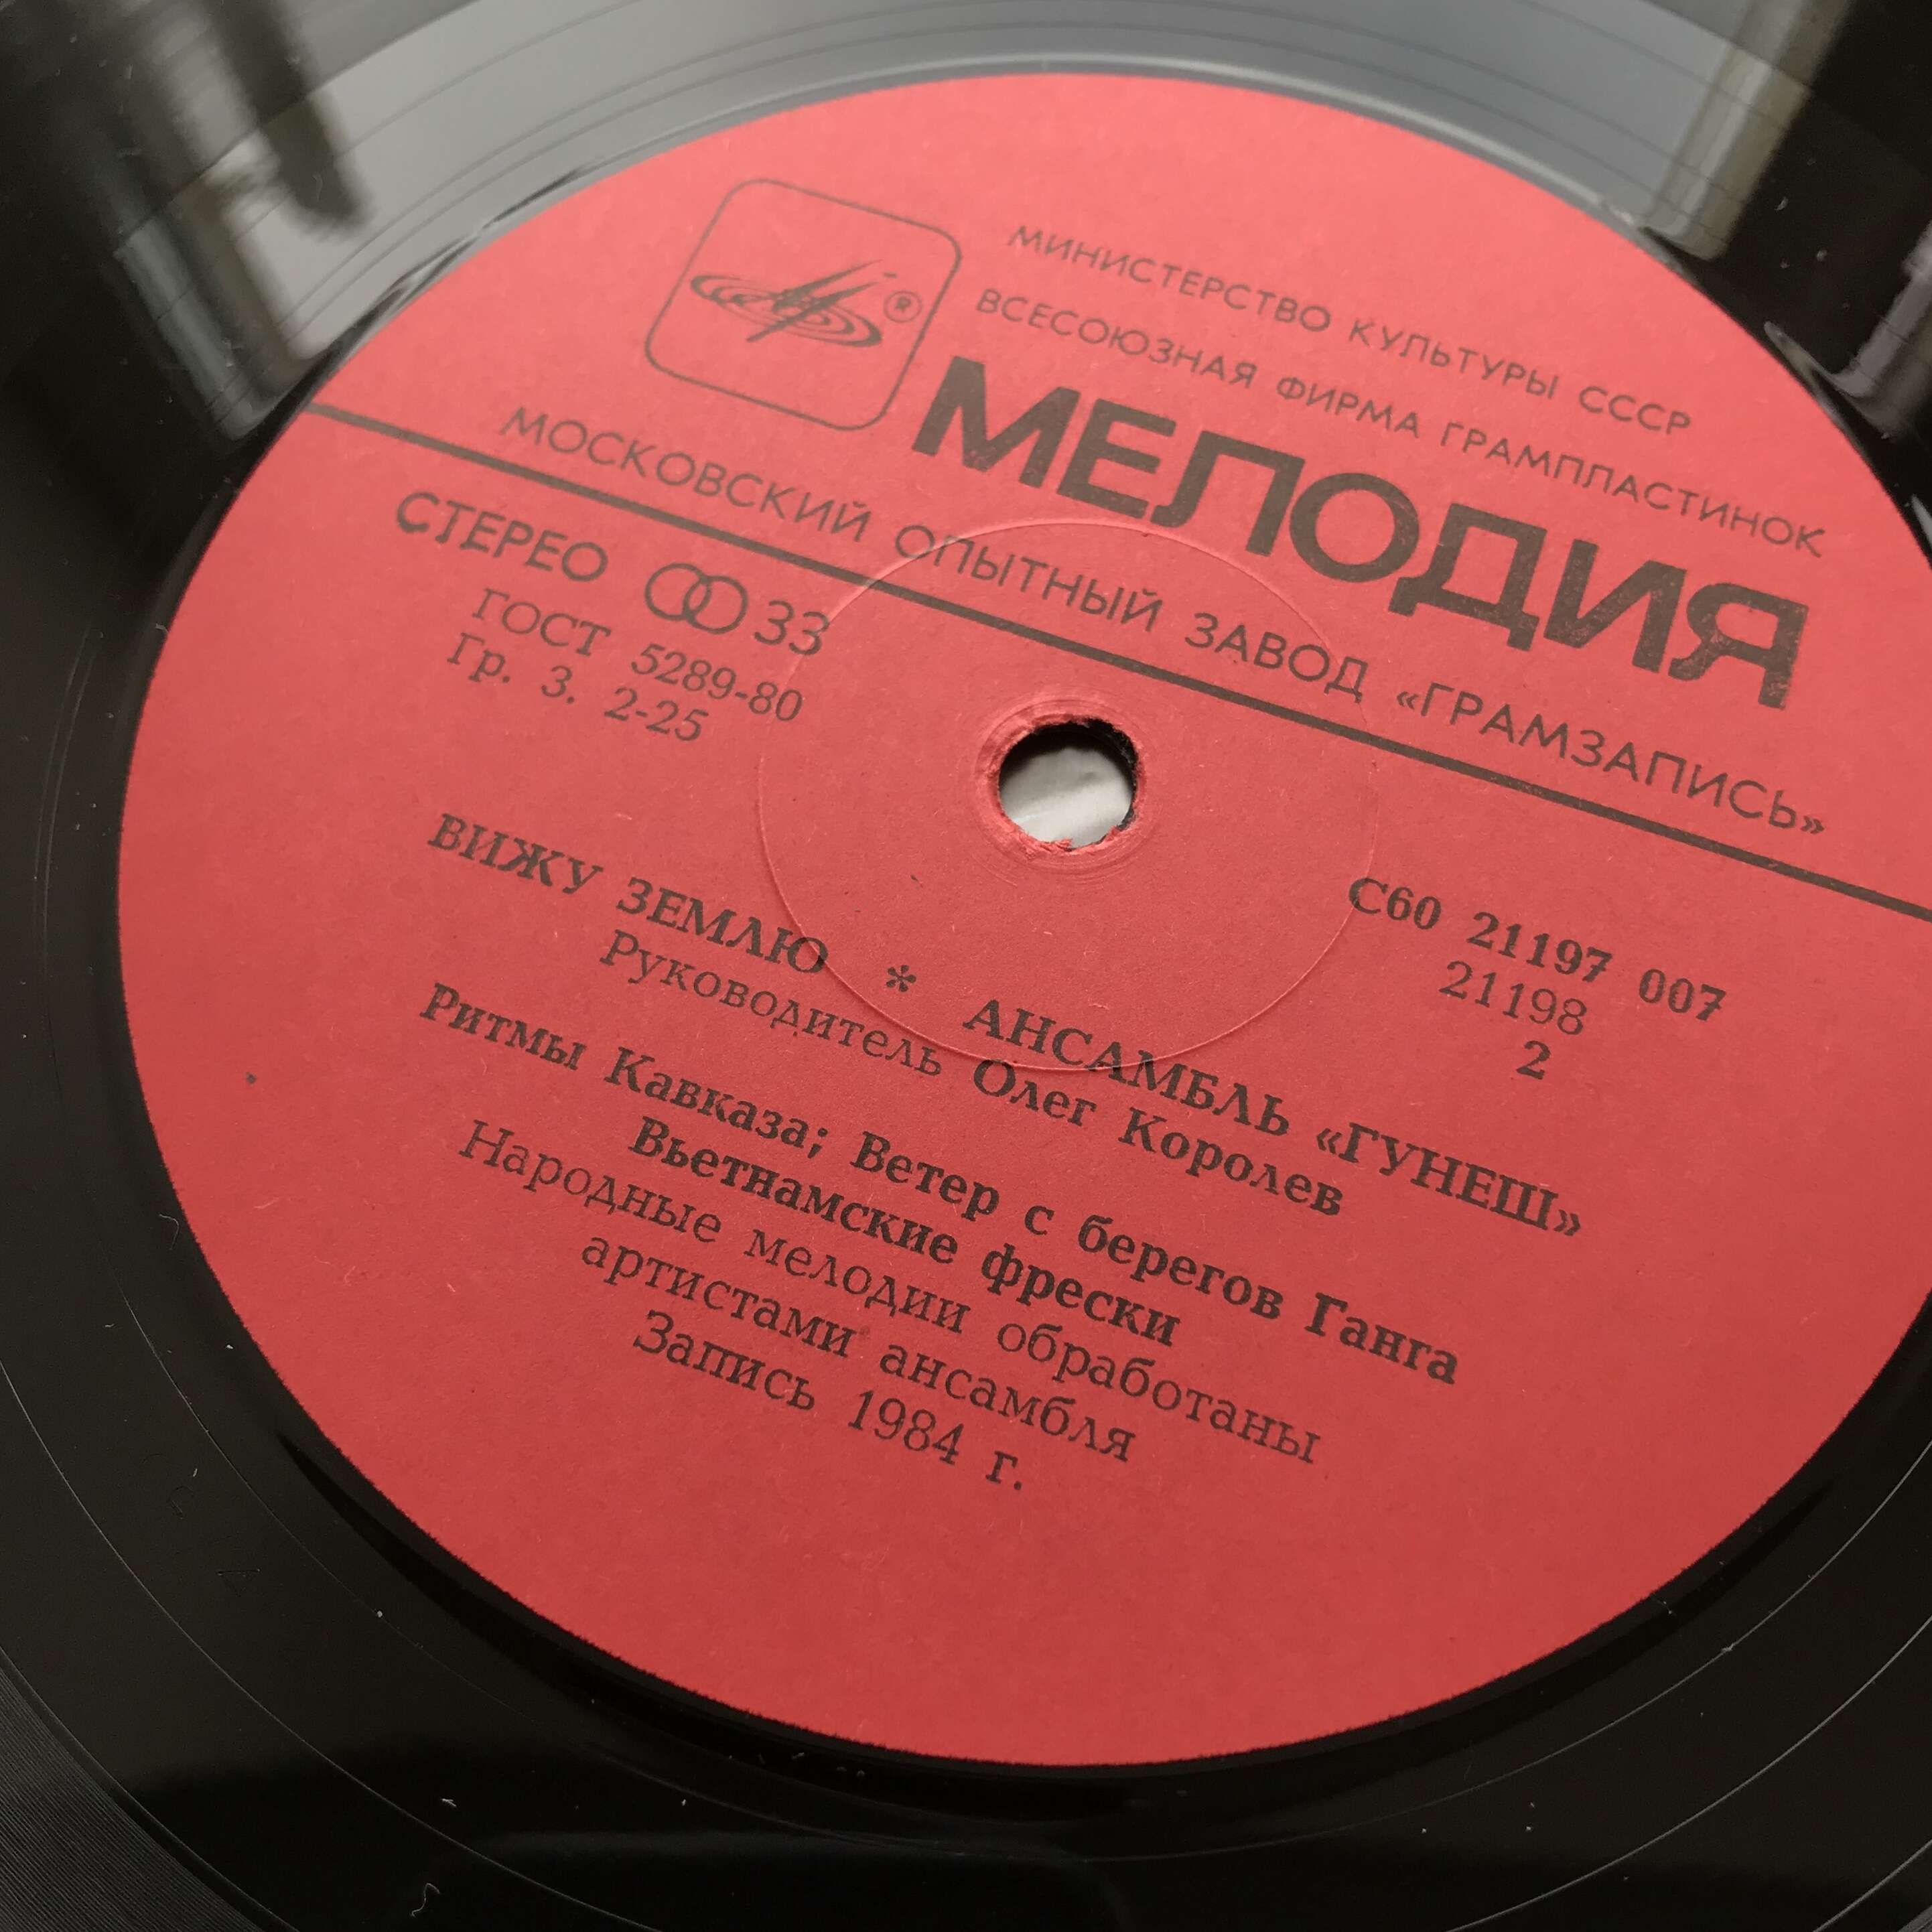 ®
МИНИСТЕРСТВО КУЛЬТУРЫ СССР
ВСЕСОЮЗНАЯ ФИРМА ГРАМПЛАСТИНОК
МЕЛОДИЯ
МОСКОВСКИЙ ОПЫТНЫЙ ЗАВОД «ГРАМЗАПИСЬ»
СТЕРЕО 33
ГОСТ 5289-80
Гр. 3. 2-25
С60 21197 007
21198
2
ВИЖУ ЗЕМЛЮ * АНСАМБЛЬ «ГУНЕШ»
Руководитель Олег Королев
Ритмы Кавказа; Ветер с берегов Ганга
Вьетнамские фрески
Народные мелодии обработаны
артистами ансамбля
Запись 1984 г.